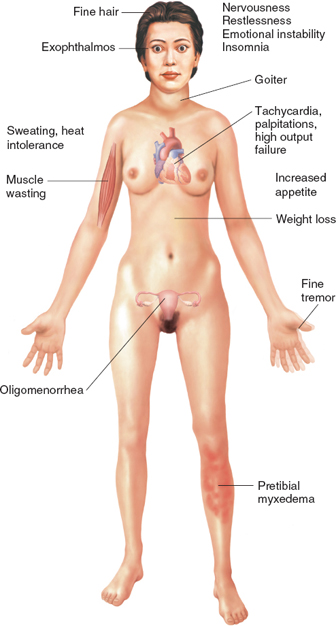 Fine hair
Nervousness
Restlessness
Emotional instability
Insomnia
Exophthalmos
Goiter
Tachycardia,
palpitations,
high output
failure
Sweating, heat
intolerance
Muscle
wasting
Increased
appetite
Weight loss
Fine
tremor
Oligomenorrhea
Pretibial
myxedema